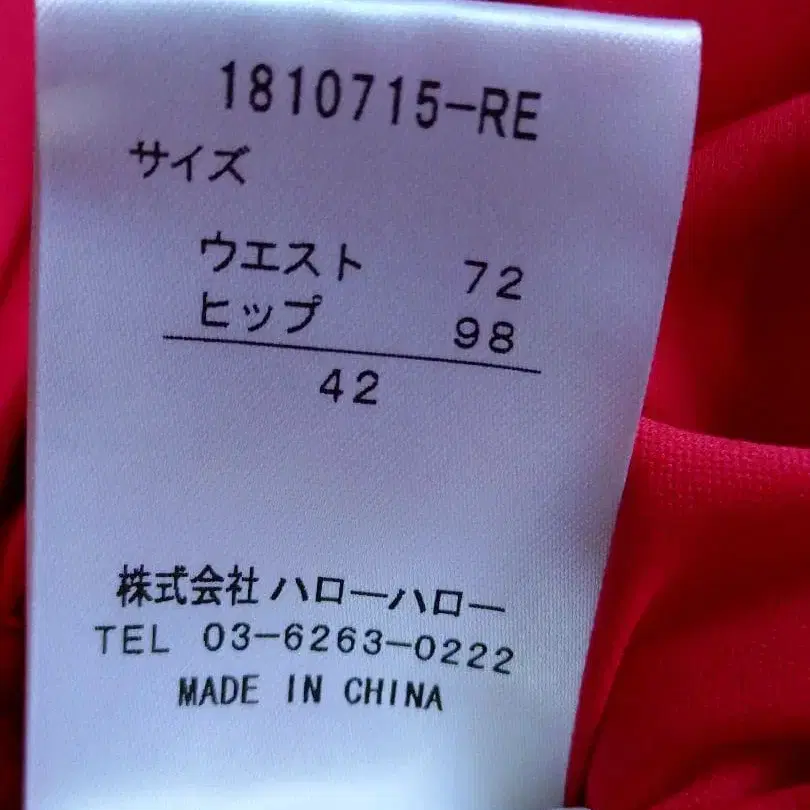 1810715-RE
サイズ
ウエスト 72
ヒップ 98
42
株式会社 ハローハロー
TEL 03-6263-0222
MADE IN CHINA